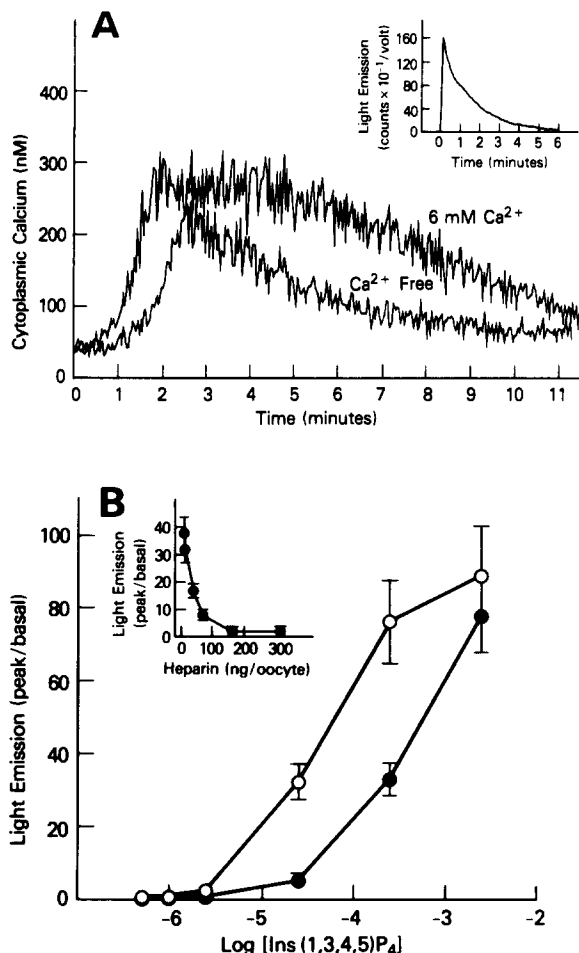 A
Cytoplasmic Calcium (nM)
400
300
200
100
0
0 1 2 3 4 5 6 7 8 9 10 11
Time (minutes)
6 mM Ca²⁺
Ca²⁺ Free
Light Emission
(counts × 10⁻¹/volt)
160
120
80
40
0
0 1 2 3 4 5 6
Time (minutes)
B
Light Emission (peak/basal)
100
80
60
40
20
0
-6 -5 -4 -3 -2
Log [Ins (1,3,4,5)P₄]
Light Emission
(peak/basal)
40
30
20
10
0
0 100 200 300
Heparin (ng/oocyte)